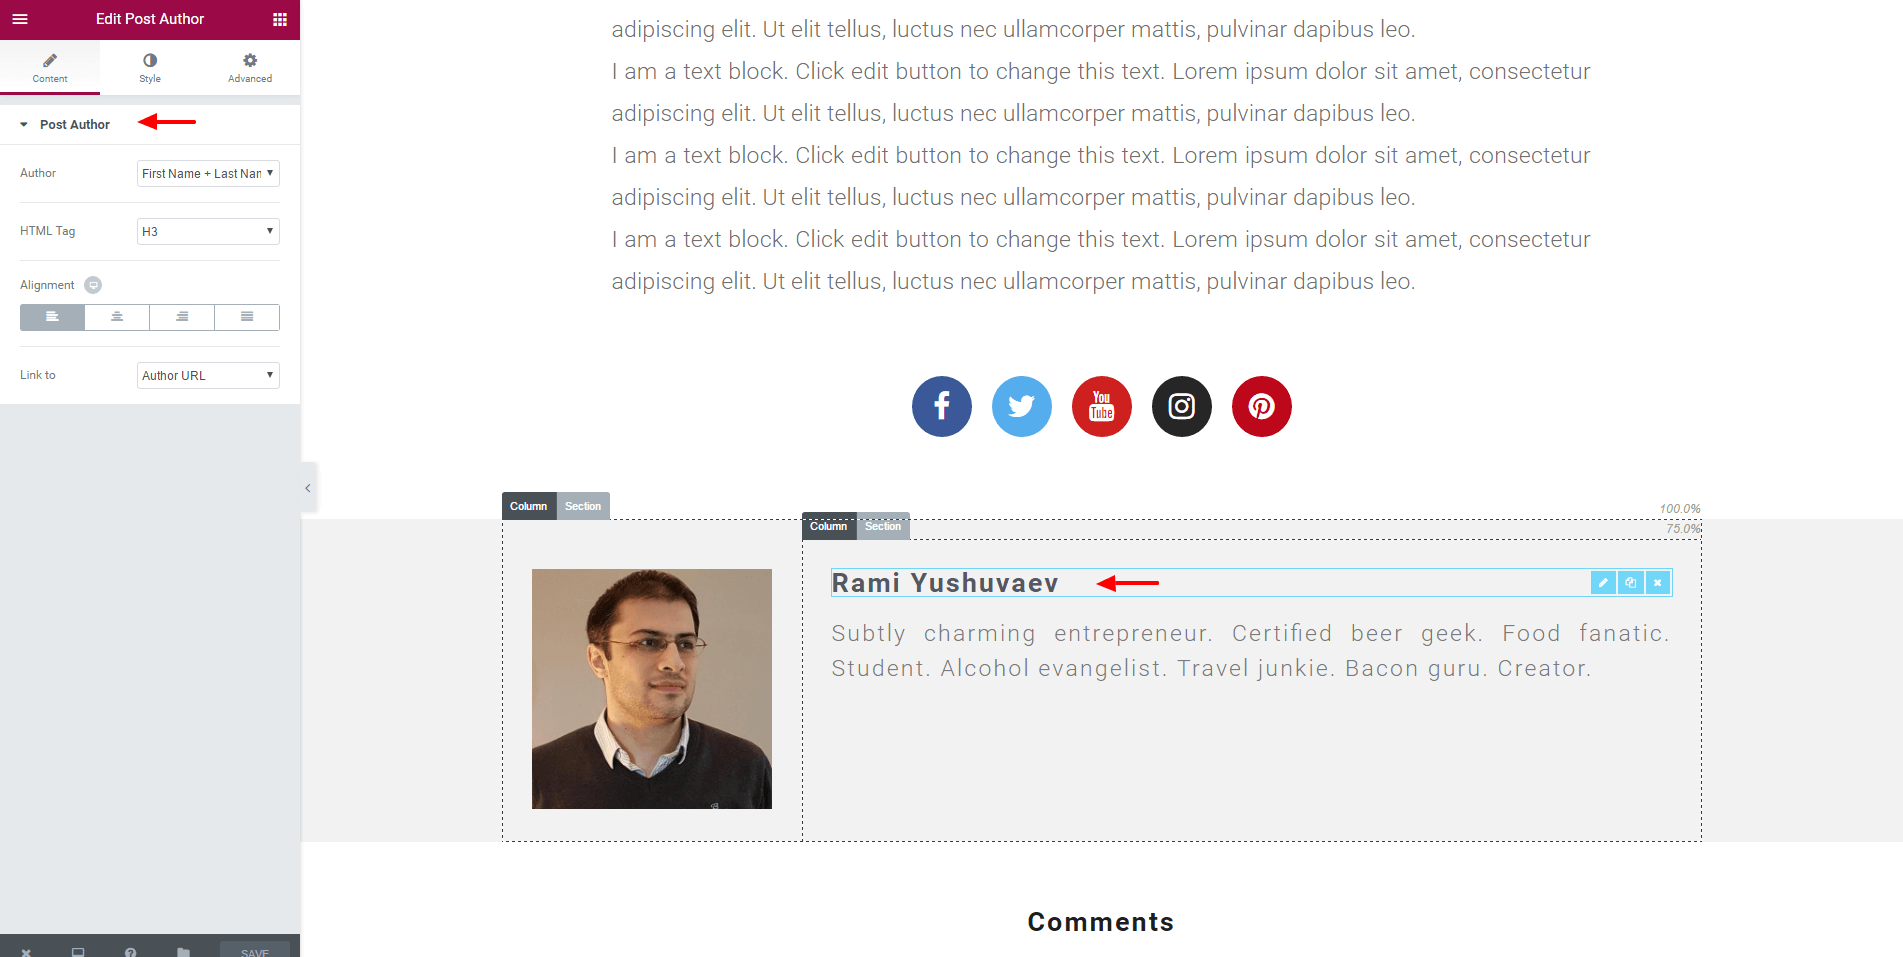 Edit Post Author
Content
Style
Advanced
Post Author
Author
First Name + Last Nan
HTML Tag
H3
Alignment
Link to
Author URL
SAVE
adipiscing elit. Ut elit tellus, luctus nec ullamcorper mattis, pulvinar dapibus leo.
I am a text block. Click edit button to change this text. Lorem ipsum dolor sit amet, consectetur
adipiscing elit. Ut elit tellus, luctus nec ullamcorper mattis, pulvinar dapibus leo.
I am a text block. Click edit button to change this text. Lorem ipsum dolor sit amet, consectetur
adipiscing elit. Ut elit tellus, luctus nec ullamcorper mattis, pulvinar dapibus leo.
I am a text block. Click edit button to change this text. Lorem ipsum dolor sit amet, consectetur
adipiscing elit. Ut elit tellus, luctus nec ullamcorper mattis, pulvinar dapibus leo.
You
Tube
Column Section
100.0%
Column Section
75.0%
Rami Yushuvaev
Subtly charming entrepreneur. Certified beer geek. Food fanatic.
Student. Alcohol evangelist. Travel junkie. Bacon guru. Creator.
Comments